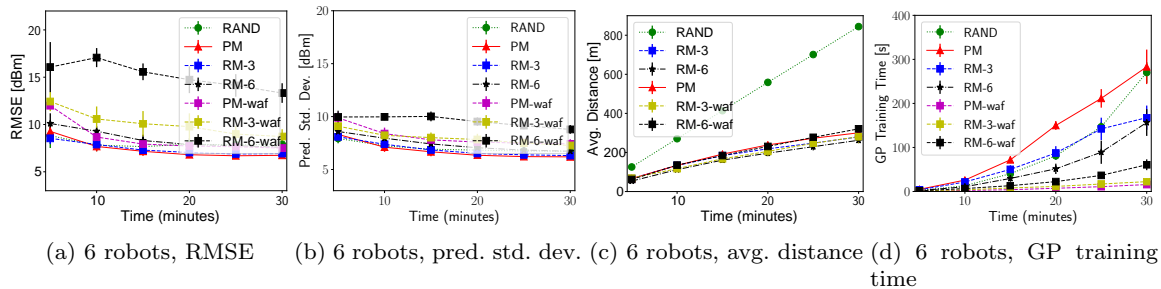 RMSE [dBm]
20
15
10
5
10
20
30
Time (minutes)
RAND
PM
RM-3
RM-6
PM-waf
RM-3-waf
RM-6-waf
(a) 6 robots, RMSE
Pred. Std. Dev. [dBm]
20
15
10
5
10
20
30
Time (minutes)
RAND
PM
RM-3
RM-6
PM-waf
RM-3-waf
RM-6-waf
(b) 6 robots, pred. std. dev.
Avg. Distance [m]
800
600
400
200
0
5
10
15
20
25
30
Time (minutes)
RAND
RM-3
RM-6
PM
RM-3-waf
RM-6-waf
(c) 6 robots, avg. distance
GP Training Time [s]
400
300
200
100
0
10
20
30
Time (minutes)
RAND
PM
RM-3
RM-6
PM-waf
RM-3-waf
RM-6-waf
(d) 6 robots, GP training
time